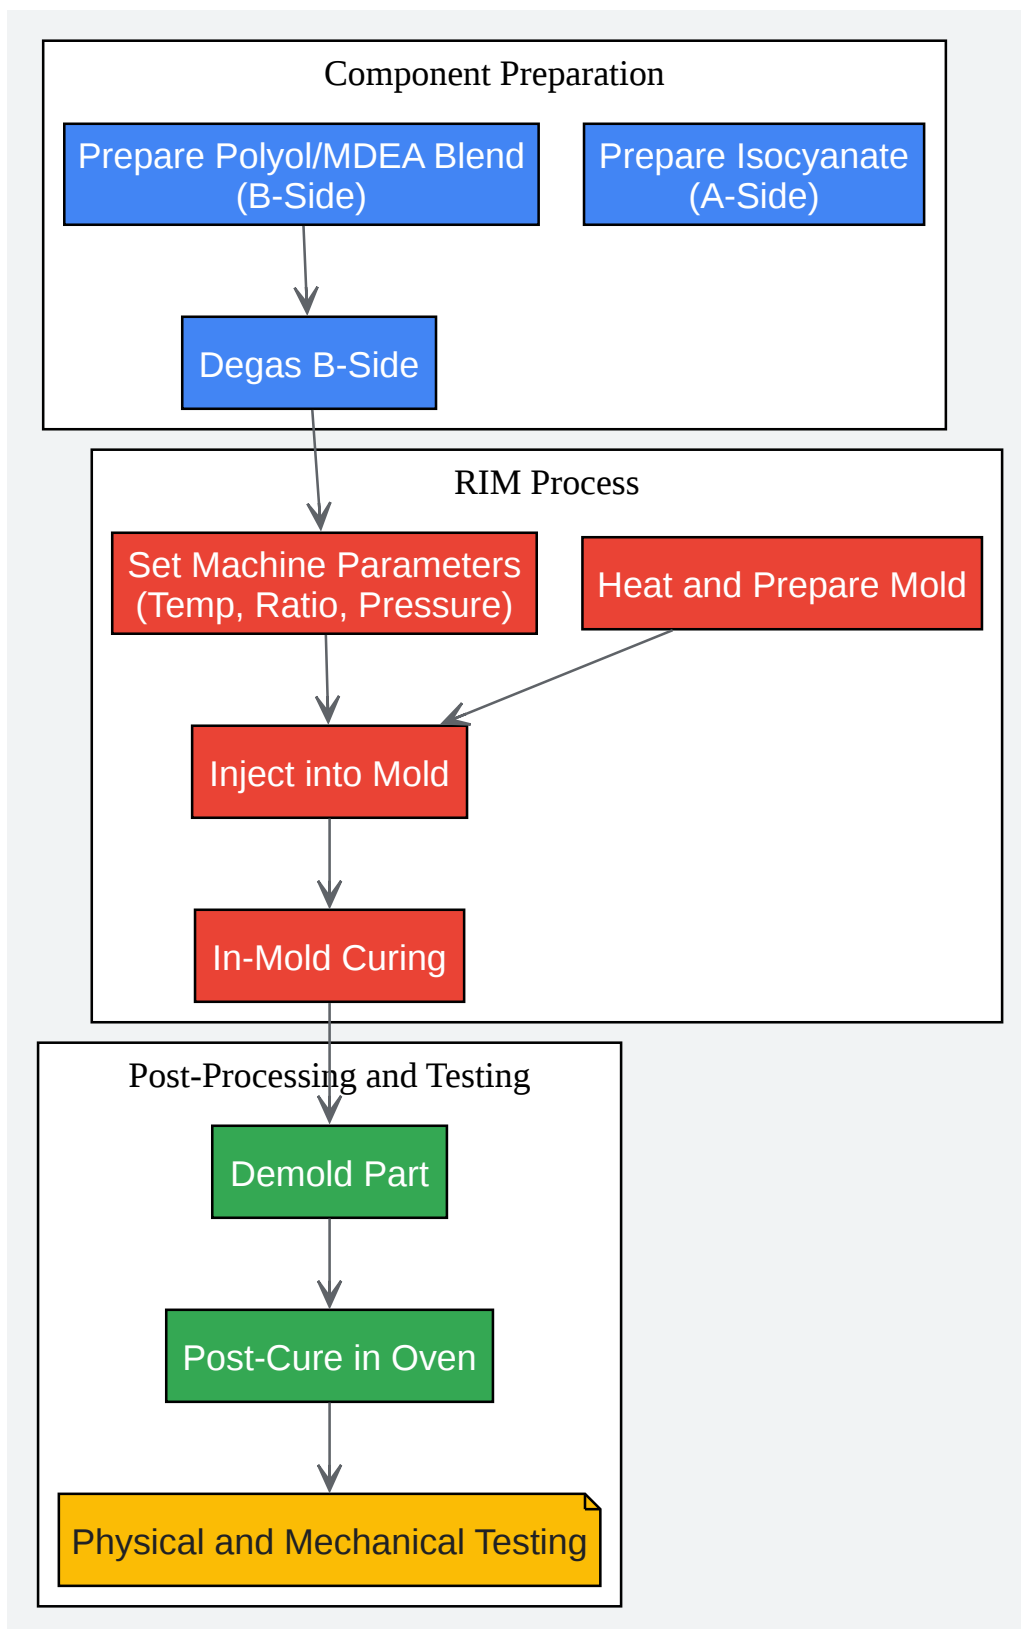 Component Preparation
Prepare Polyol/MDEA Blend
(B-Side)
Prepare Isocyanate
(A-Side)
Degas B-Side
RIM Process
Set Machine Parameters
(Temp, Ratio, Pressure)
Heat and Prepare Mold
Inject into Mold
In-Mold Curing
Post-Processing and Testing
Demold Part
Post-Cure in Oven
Physical and Mechanical Testing